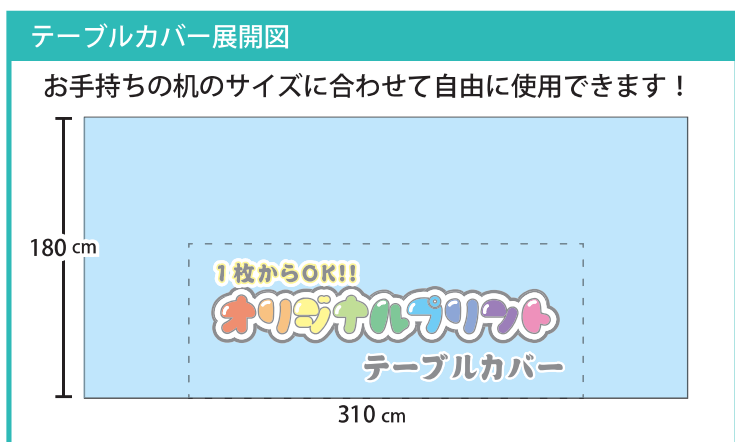 テーブルカバー展開図
お手持ちの机のサイズに合わせて自由に使用できます！
180 cm
1枚からOK!!
オリジナルプリント
テーブルカバー
310 cm